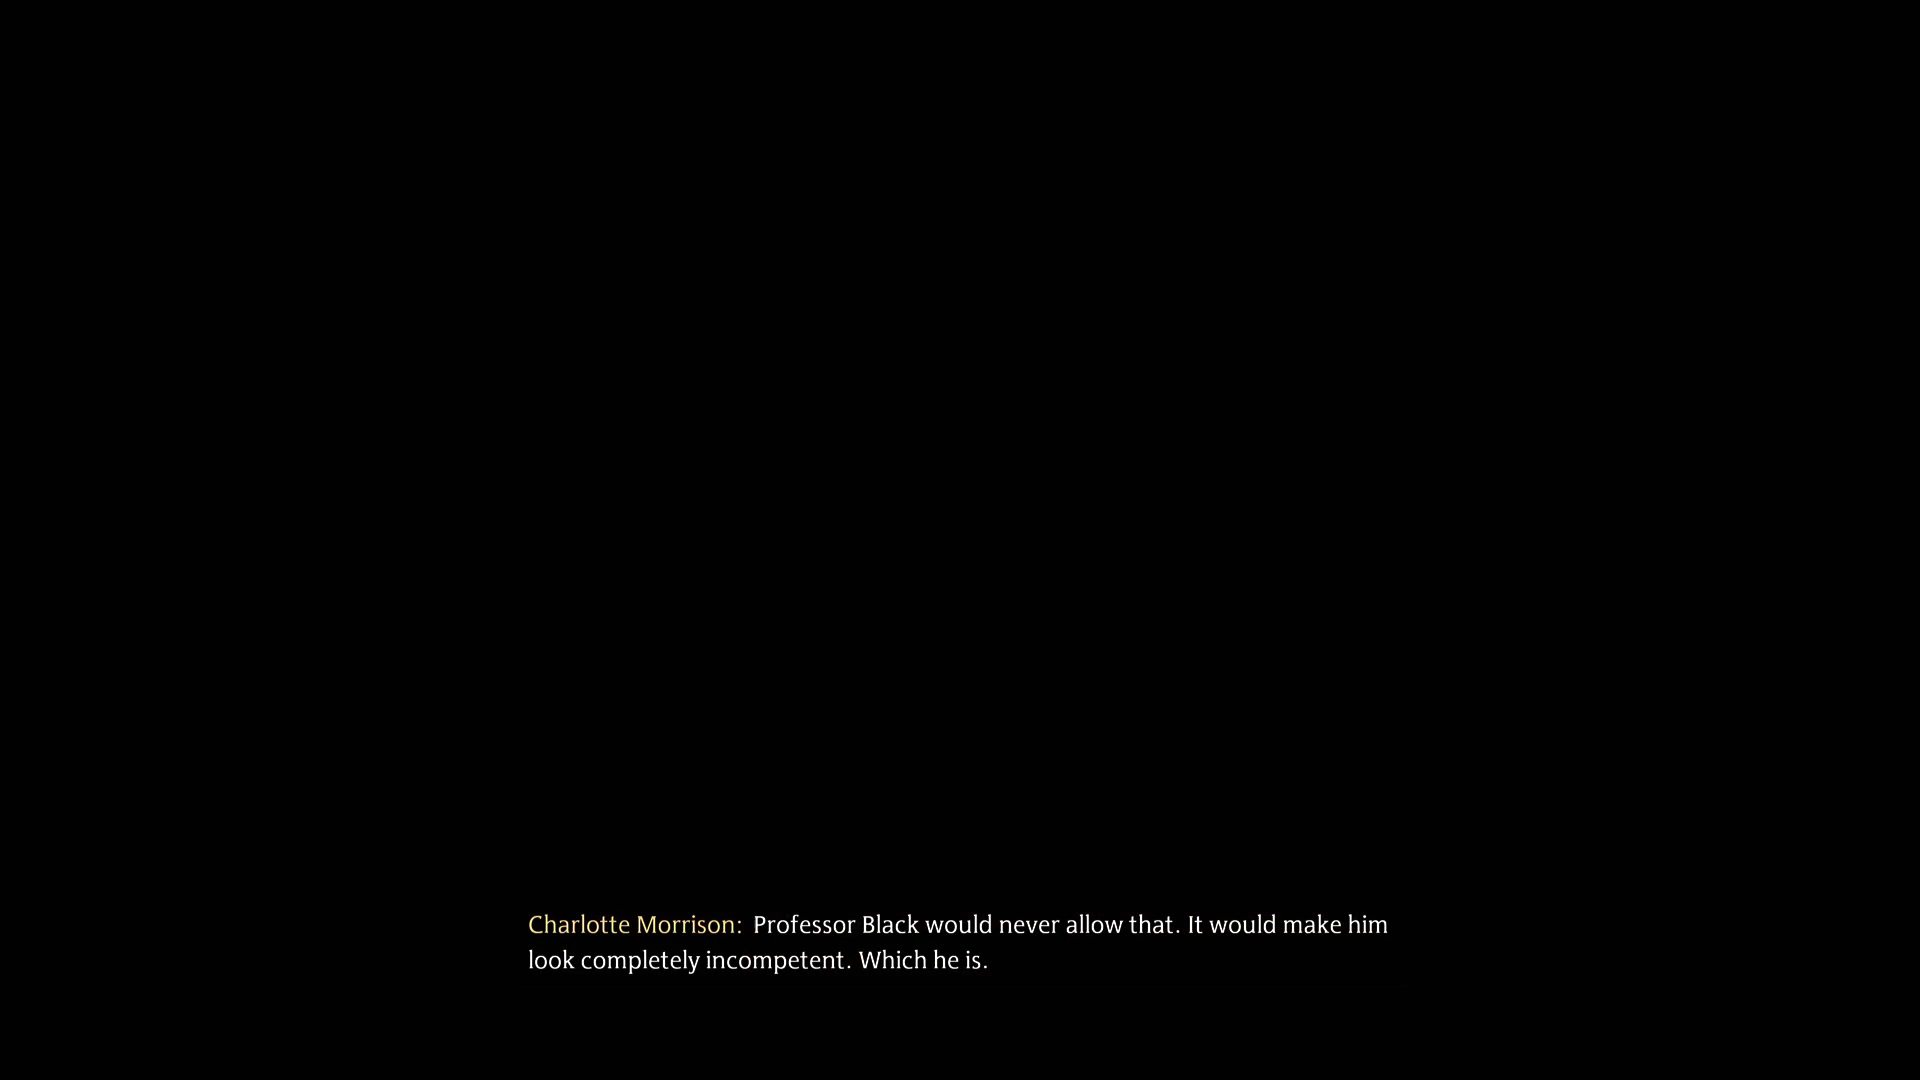 Charlotte Morrison: Professor Black would never allow that. It would make him
look completely incompetent. Which he is.